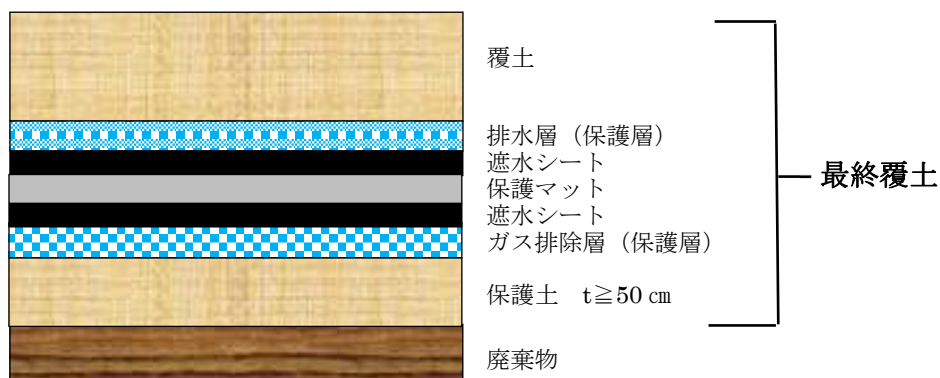 覆土
排水層（保護層）
遮水シート
保護マット
遮水シート
ガス排除層（保護層）
保護土　t≧50 ㎝
廃棄物
最終覆土